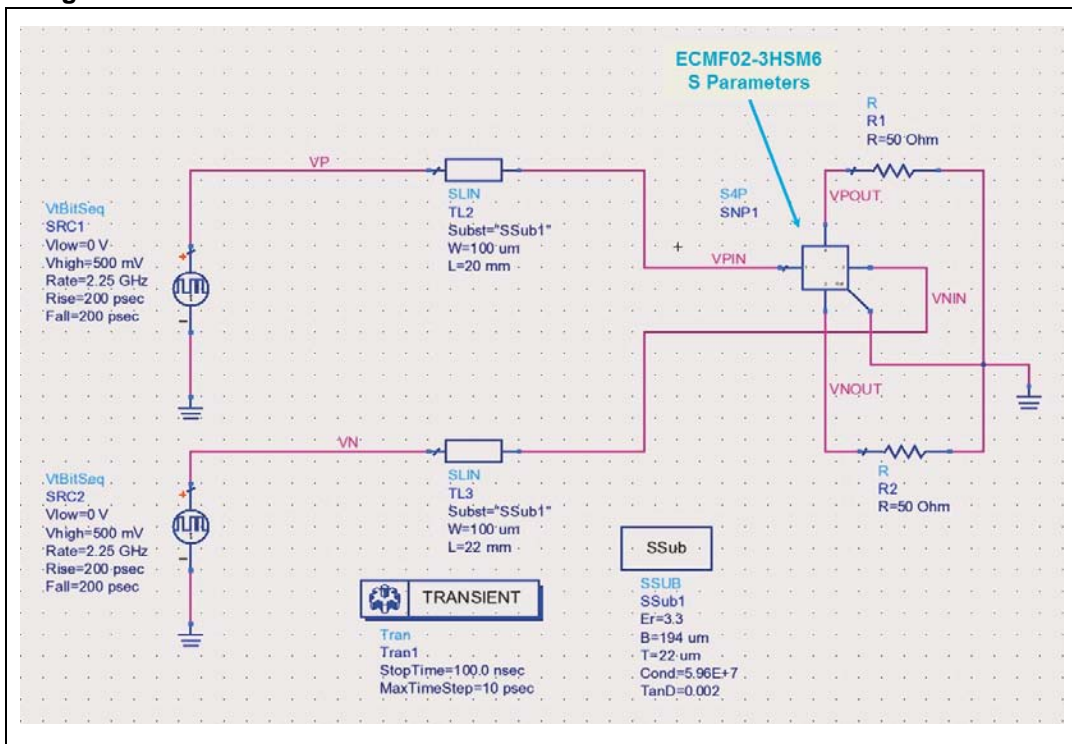 ECMF02-3HSM6
S Parameters
R
R1
R=50 Ohm
VP
SLIN
TL2
Subst="SSub1"
W=100 um
L=20 mm
VtBitSeq
SRC1
Vlow=0 V
Vhigh=500 mV
Rate=2.25 GHz
Rise=200 psec
Fall=200 psec
S4P
SNP1
VPOUT
VPIN
VNIN
VNOUT
VN
SLIN
TL3
Subst="SSub1"
W=100 um
L=22 mm
R
R2
R=50 Ohm
VtBitSeq
SRC2
Vlow=0 V
Vhigh=500 mV
Rate=2.25 GHz
Rise=200 psec
Fall=200 psec
TRANSIENT
Tran
Tran1
StopTime=100.0 nsec
MaxTimeStep=10 psec
SSub
SSUB
SSub1
Er=3.3
B=194 um
T=22 um
Cond=5.96E+7
TanD=0.002